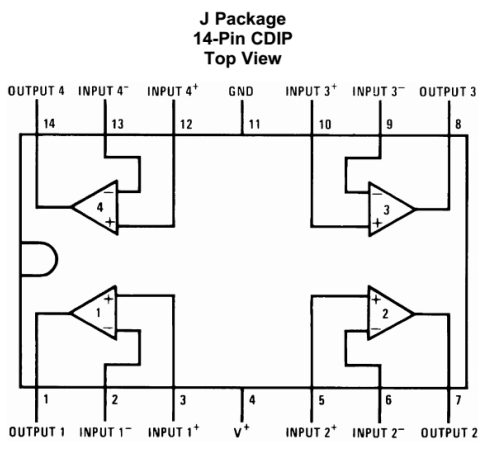 J Package
14-Pin CDIP
Top View
OUTPUT 4 INPUT 4⁻ INPUT 4⁺ GND INPUT 3⁺ INPUT 3⁻ OUTPUT 3
14 13 12 11 10 9 8
− −
4 3
+ +
+ +
1 2
− −
1 2 3 4 5 6 7
OUTPUT 1 INPUT 1⁻ INPUT 1⁺ V⁺ INPUT 2⁺ INPUT 2⁻ OUTPUT 2